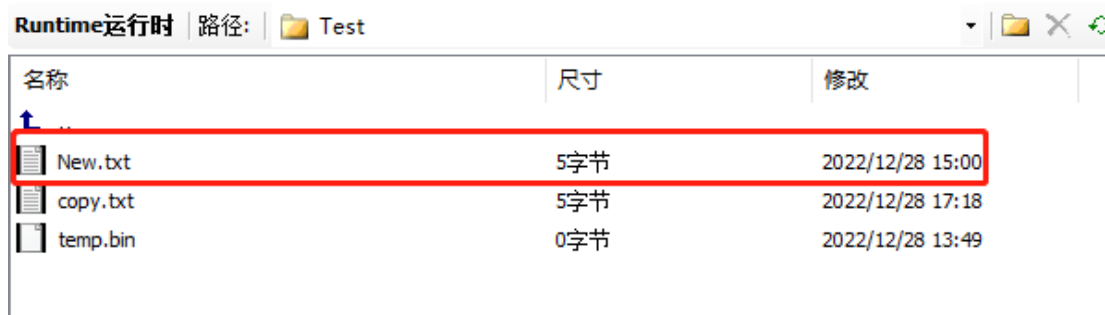 Runtime运行时 路径: Test
名称 尺寸 修改
..
New.txt 5字节 2022/12/28 15:00
copy.txt 5字节 2022/12/28 17:18
temp.bin 0字节 2022/12/28 13:49